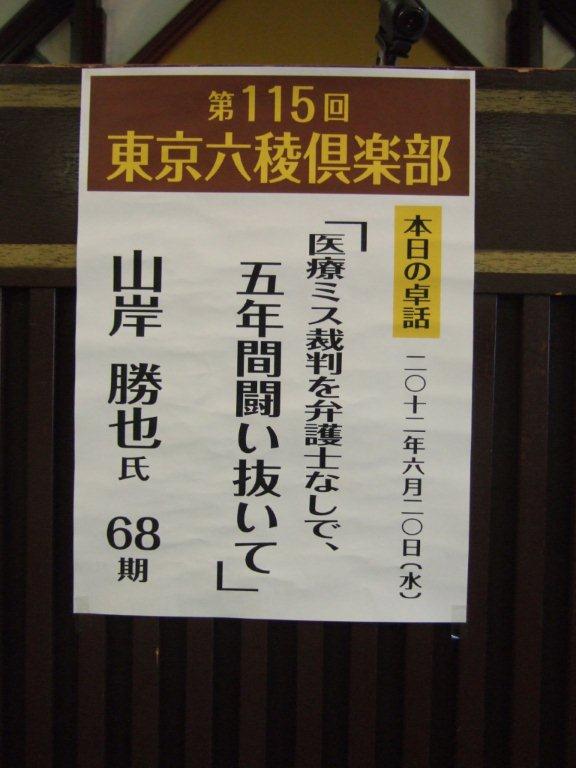 第115回
東京六稜倶楽部
本日の卓話
二〇十二年六月二〇日(水)
「医療ミス裁判を弁護士なしで、
五年間闘い抜いて」
山岸 勝也氏 68期